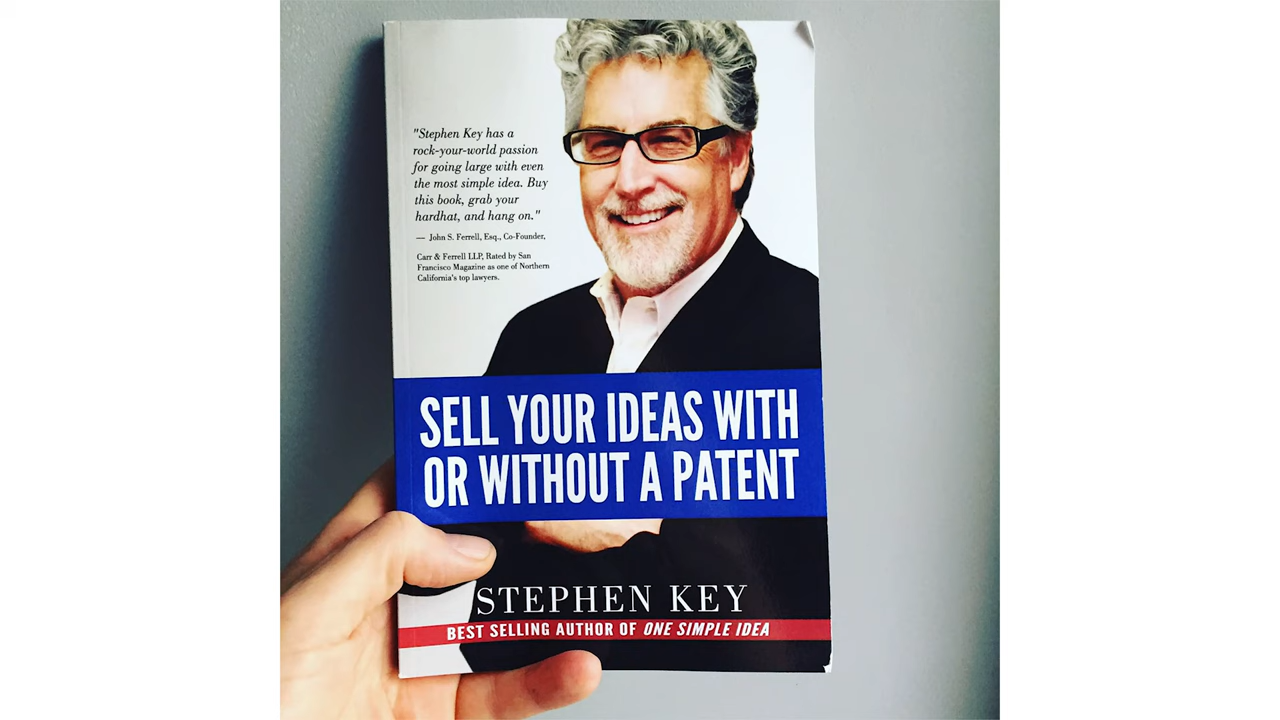 "Stephen Key has a
rock-your-world passion
for going large with even
the most simple idea. Buy
this book, grab your
hardhat, and hang on."
— John S. Ferrell, Esq., Co-Founder,
Carr & Ferrell LLP, Rated by San
Francisco Magazine as one of Northern
California's top lawyers.
SELL YOUR IDEAS WITH
OR WITHOUT A PATENT
STEPHEN KEY
BEST SELLING AUTHOR OF ONE SIMPLE IDEA